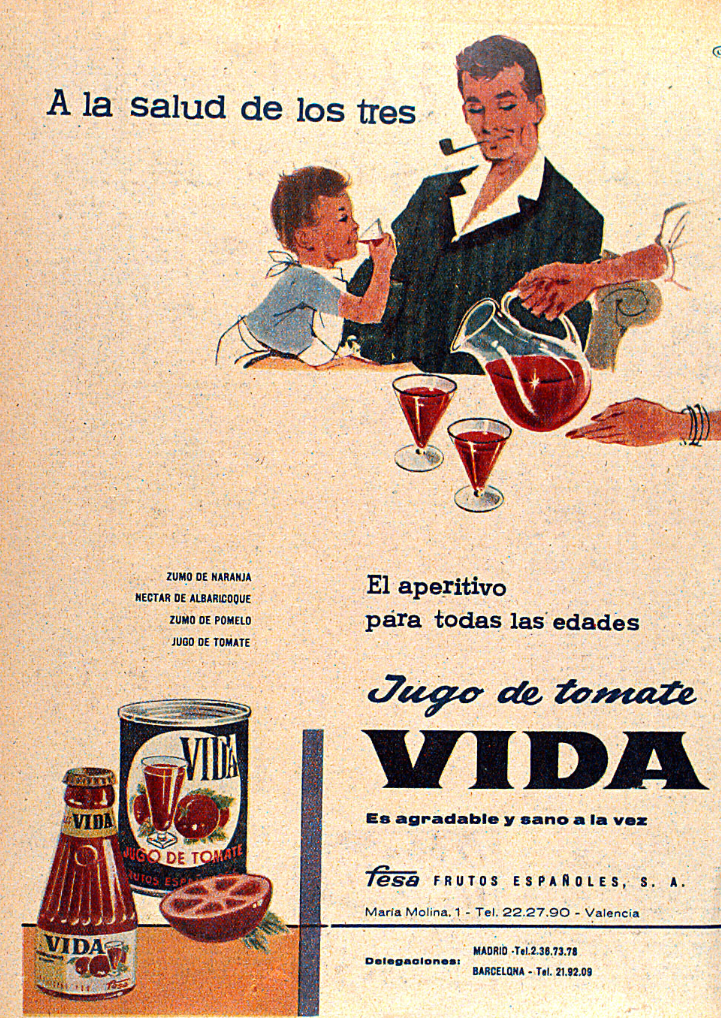 A la salud de los tres
ZUMO DE NARANJA
NECTAR DE ALBARICOQUE
ZUMO DE POMELO
JUGO DE TOMATE
El aperitivo
para todas las edades
Jugo de tomate
VIDA
Es agradable y sano a la vez
fesa FRUTOS ESPAÑOLES, S. A.
María Molina, 1 - Tel. 22.27.90 - Valencia
Delegaciones:
MADRID -Tel.2.36.73.78
BARCELONA - Tel. 21.92.09
VIDA
JUGO DE TOMATE
FRUTOS
VIDA
VIDA
fesa